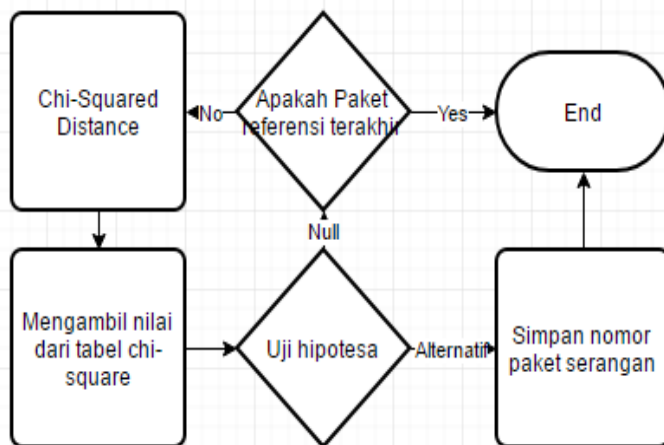 Chi-Squared
Distance
No
Apakah Paket
referensi terakhir
Yes
End
Null
Mengambil nilai
dari tabel chi-
square
Uji hipotesa
Alternatif
Simpan nomor
paket serangan